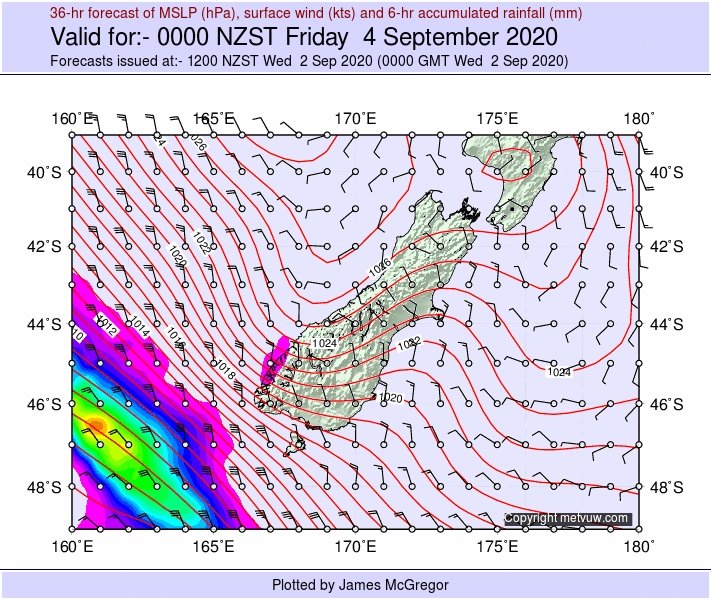 36-hr forecast of MSLP (hPa), surface wind (kts) and 6-hr accumulated rainfall (mm)
Valid for:- 0000 NZST Friday  4 September 2020
Forecasts issued at:- 1200 NZST Wed  2 Sep 2020 (0000 GMT Wed  2 Sep 2020)
160˚E 165˚E 170˚E 175˚E 180˚
40˚S 40˚S
42˚S 42˚S
44˚S 44˚S
46˚S 46˚S
48˚S 48˚S
1022
1020
1026
1012
1014
1016
1018
1024
1022
1024
1020
10
24
026
Copyright metvuw.com
160˚E 165˚E 170˚E 175˚E 180˚
Plotted by James McGregor